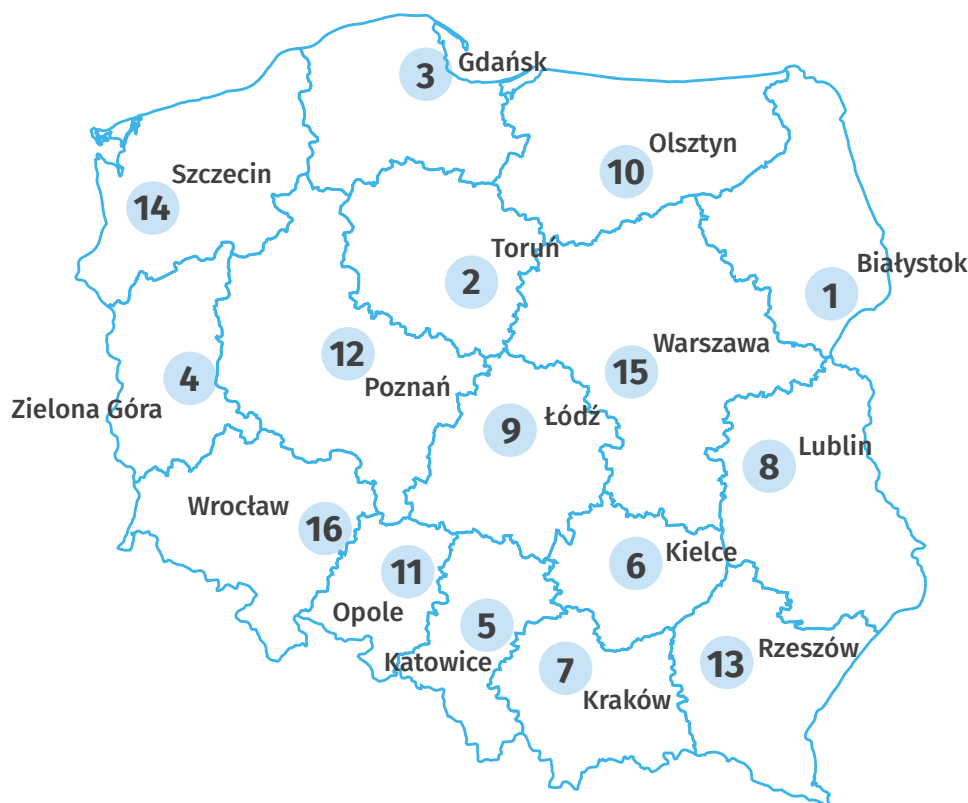 3
Gdańsk
Olsztyn
10
Szczecin
14
Toruń
2
Białystok
1
12
Poznań
Warszawa
15
4
Zielona Góra
9
Łódź
Lublin
8
Wrocław
16
6
Kielce
11
Opole
5
Katowice
7
Kraków
13
Rzeszów